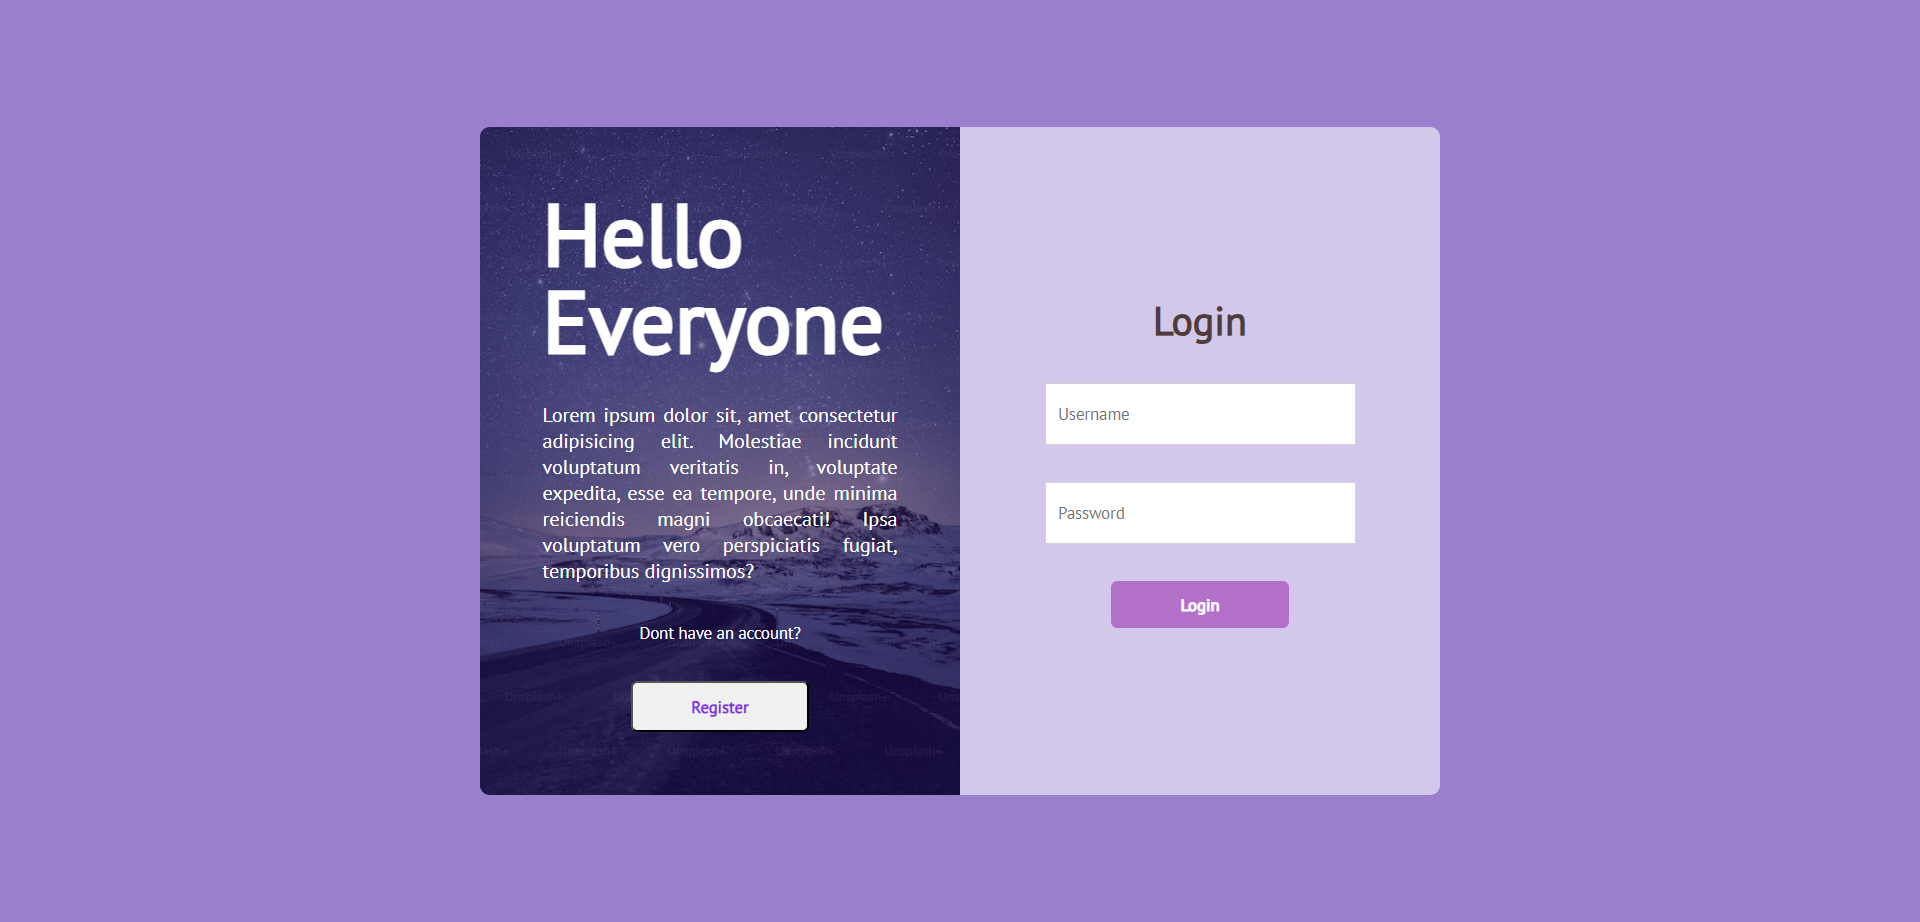 Hello
Everyone
Lorem ipsum dolor sit, amet consectetur
adipisicing elit. Molestiae incidunt
voluptatum veritatis in, voluptate
expedita, esse ea tempore, unde minima
reiciendis magni obcaecati! Ipsa
voluptatum vero perspiciatis fugiat,
temporibus dignissimos?
Dont have an account?
Register
Login
Username
Password
Login
Unsplash+